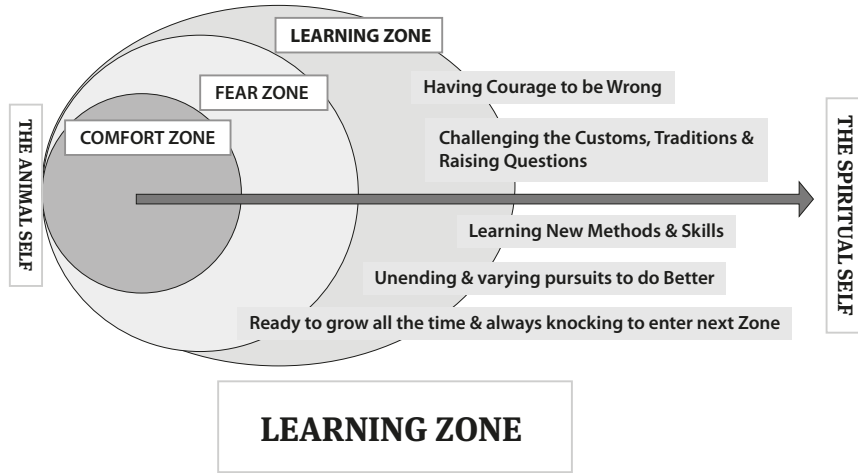 LEARNING ZONE
FEAR ZONE
COMFORT ZONE
THE ANIMAL SELF
Having Courage to be Wrong
Challenging the Customs, Traditions &
Raising Questions
Learning New Methods & Skills
Unending & varying pursuits to do Better
Ready to grow all the time & always knocking to enter next Zone
THE SPIRITUAL SELF
LEARNING ZONE